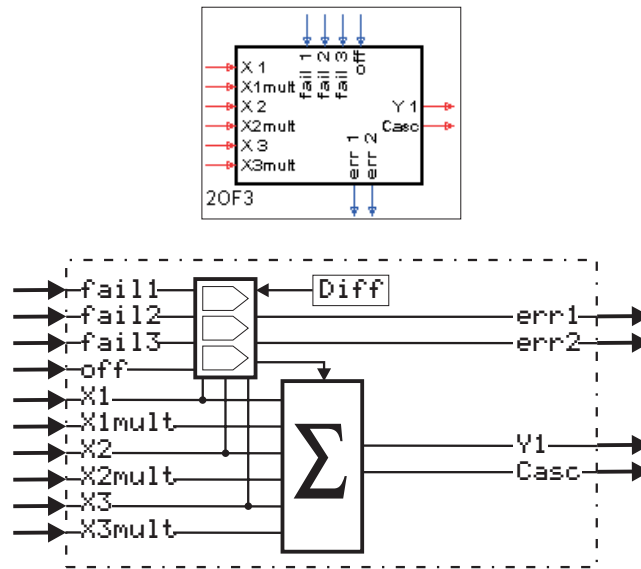 fail 1
fail 2
fail 3
off
X 1
X1mult
X 2
X2mult
X 3
X3mult
Y 1
Casc
err 1
err 2
2OF3
fail1
Diff
fail2
err1
fail3
err2
off
X1
X1mult
X2
Y1
X2mult
Casc
X3
X3mult
Σ